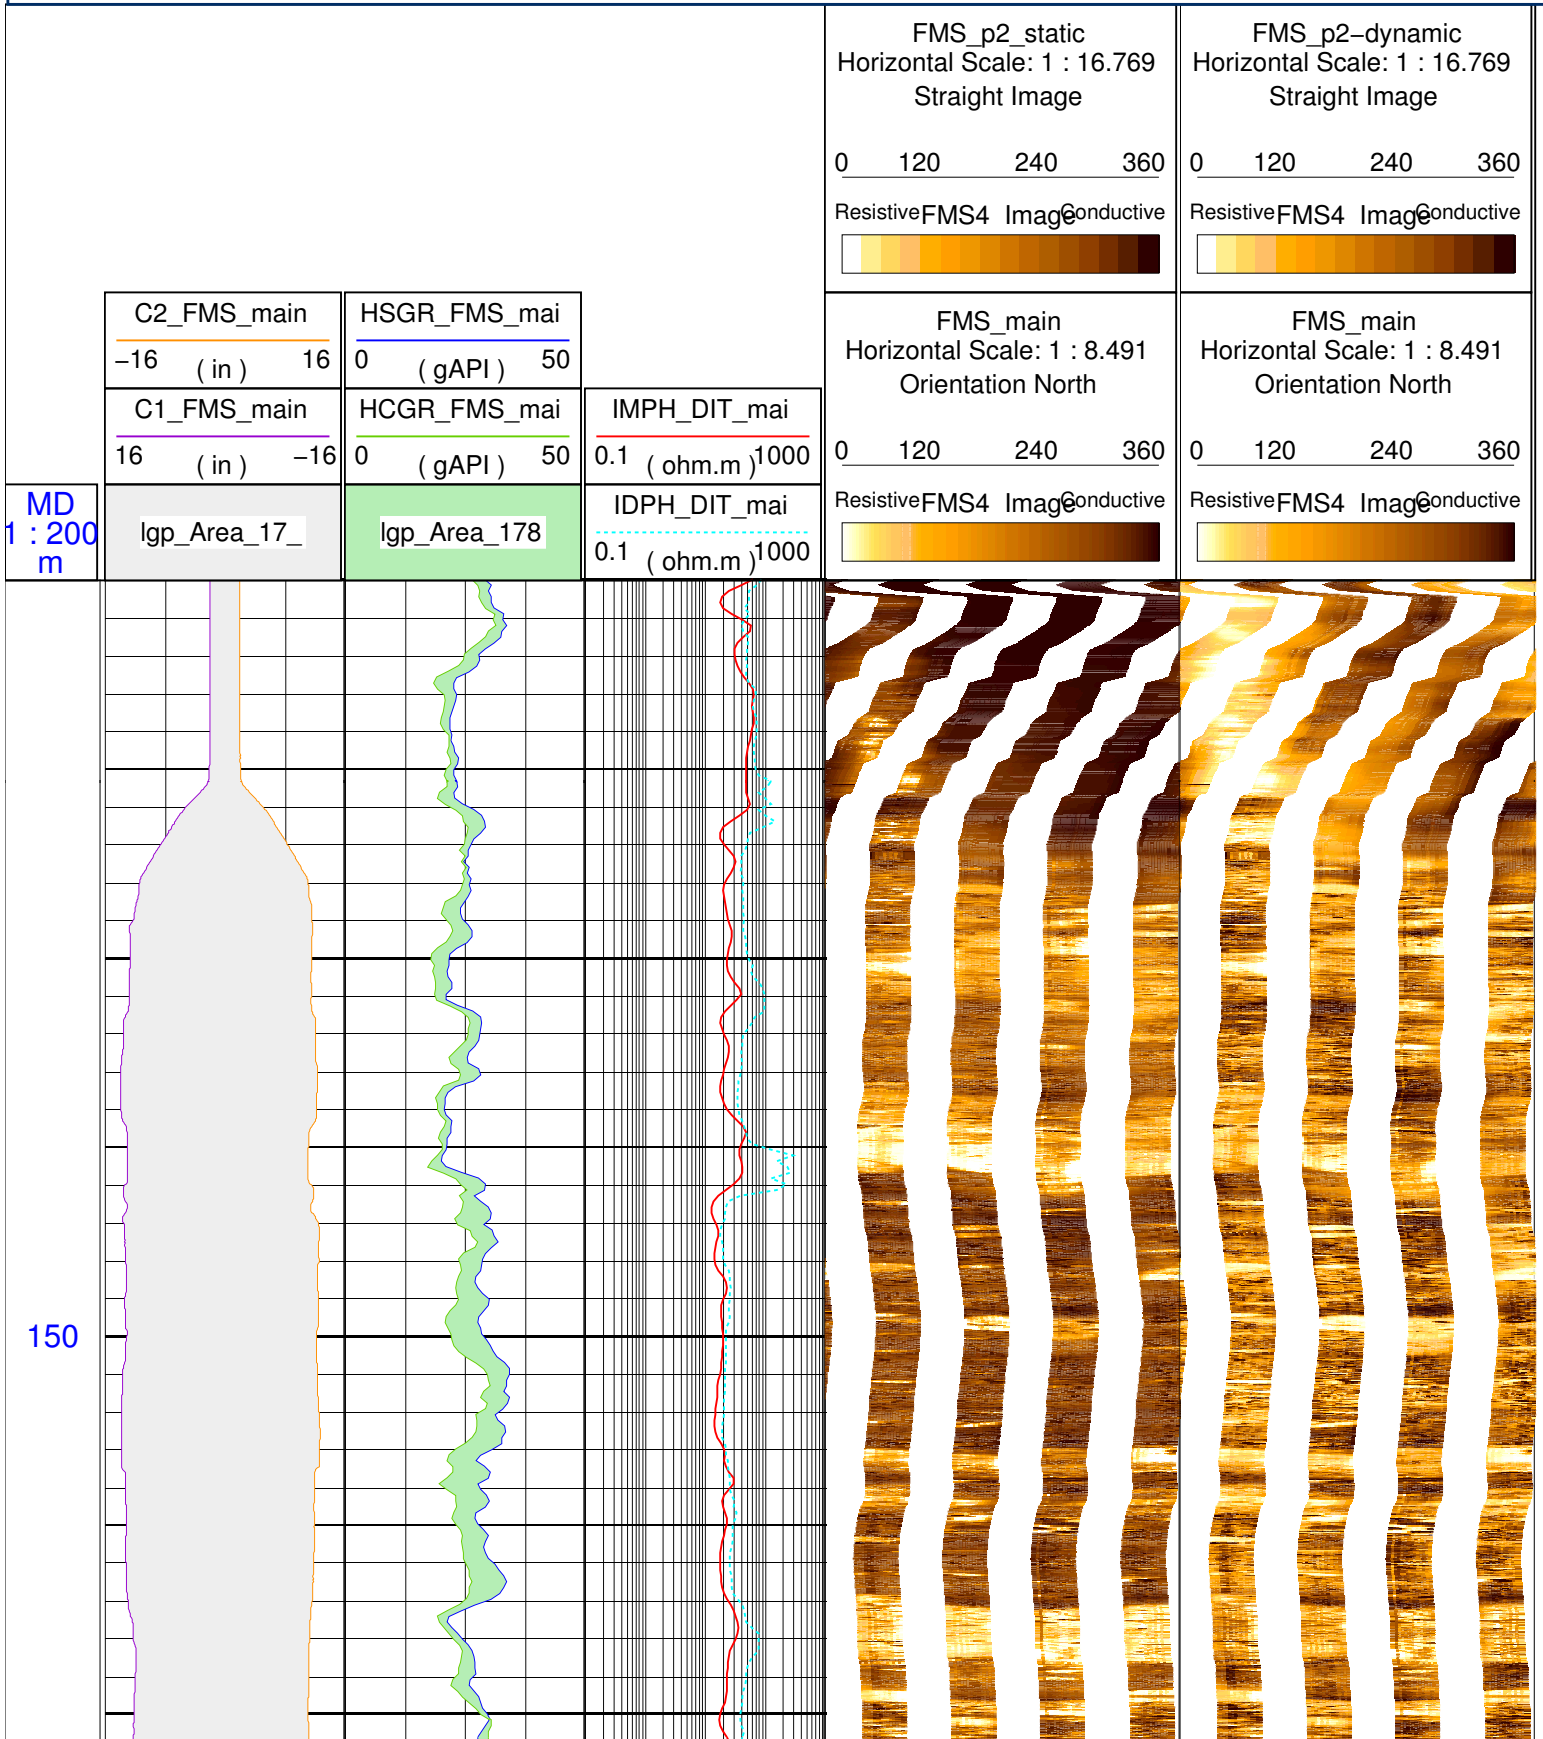 FMS_p2_static
Horizontal Scale: 1 : 16.769
Straight Image
0 120 240 360
Resistive FMS4 Image Conductive
FMS_p2-dynamic
Horizontal Scale: 1 : 16.769
Straight Image
0 120 240 360
Resistive FMS4 Image Conductive
C2_FMS_main
−16 ( in ) 16
HSGR_FMS_mai
0 ( gAPI ) 50
FMS_main
Horizontal Scale: 1 : 8.491
Orientation North
0 120 240 360
Resistive FMS4 Image Conductive
FMS_main
Horizontal Scale: 1 : 8.491
Orientation North
0 120 240 360
Resistive FMS4 Image Conductive
C1_FMS_main
16 ( in ) −16
HCGR_FMS_mai
0 ( gAPI ) 50
IMPH_DIT_mai
0.1 ( ohm.m ) 1000
MD
1 : 200
m
lgp_Area_17_
lgp_Area_178
IDPH_DIT_mai
0.1 ( ohm.m ) 1000
150